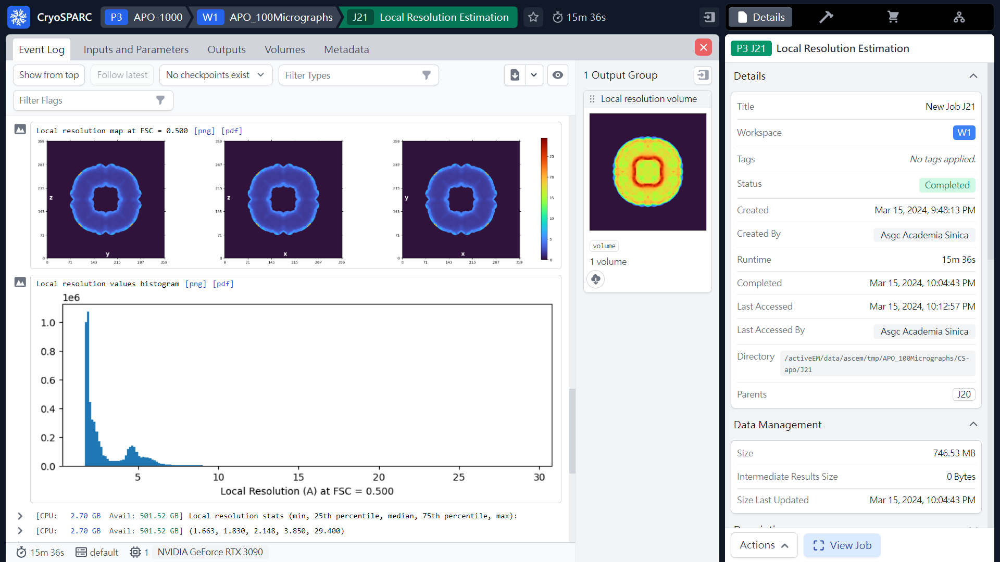 CryoSPARC P3 APO-1000 W1 APO_100Micrographs J21 Local Resolution Estimation 15m 36s Details
Event Log Inputs and Parameters Outputs Volumes Metadata
Show from top Follow latest No checkpoints exist Filter Types
Filter Flags
Local resolution map at FSC = 0.500 [png] [pdf]
359 287 215 143 71 0
z
y
0 71 143 215 287 359
359 287 215 143 71 0
z
x
0 71 143 215 287 359
359 287 215 143 71 0
y
x
0 71 143 215 287 359
25
20
15
10
5
0
Local resolution values histogram [png] [pdf]
1e6
1.0
0.8
0.6
0.4
0.2
0.0
5 10 15 20 25 30
Local Resolution (A) at FSC = 0.500
[CPU: 2.70 GB Avail: 501.52 GB] Local resolution stats (min, 25th percentile, median, 75th percentile, max):
[CPU: 2.70 GB Avail: 501.52 GB] (1.663, 1.830, 2.148, 3.850, 29.400)
15m 36s default 1 NVIDIA GeForce RTX 3090
1 Output Group
Local resolution volume
volume
1 volume
P3 J21 Local Resolution Estimation
Details
Title New Job J21
Workspace W1
Tags No tags applied.
Status Completed
Created Mar 15, 2024, 9:48:13 PM
Created By Asgc Academia Sinica
Runtime 15m 36s
Completed Mar 15, 2024, 10:04:43 PM
Last Accessed Mar 15, 2024, 10:12:57 PM
Last Accessed By Asgc Academia Sinica
Directory /activeEM/data/ascem/tmp/APO_100Micrographs/CS-
apo/J21
Parents J20
Data Management
Size 746.53 MB
Intermediate Results Size 0 Bytes
Size Last Updated Mar 15, 2024, 10:04:43 PM
Actions View Job